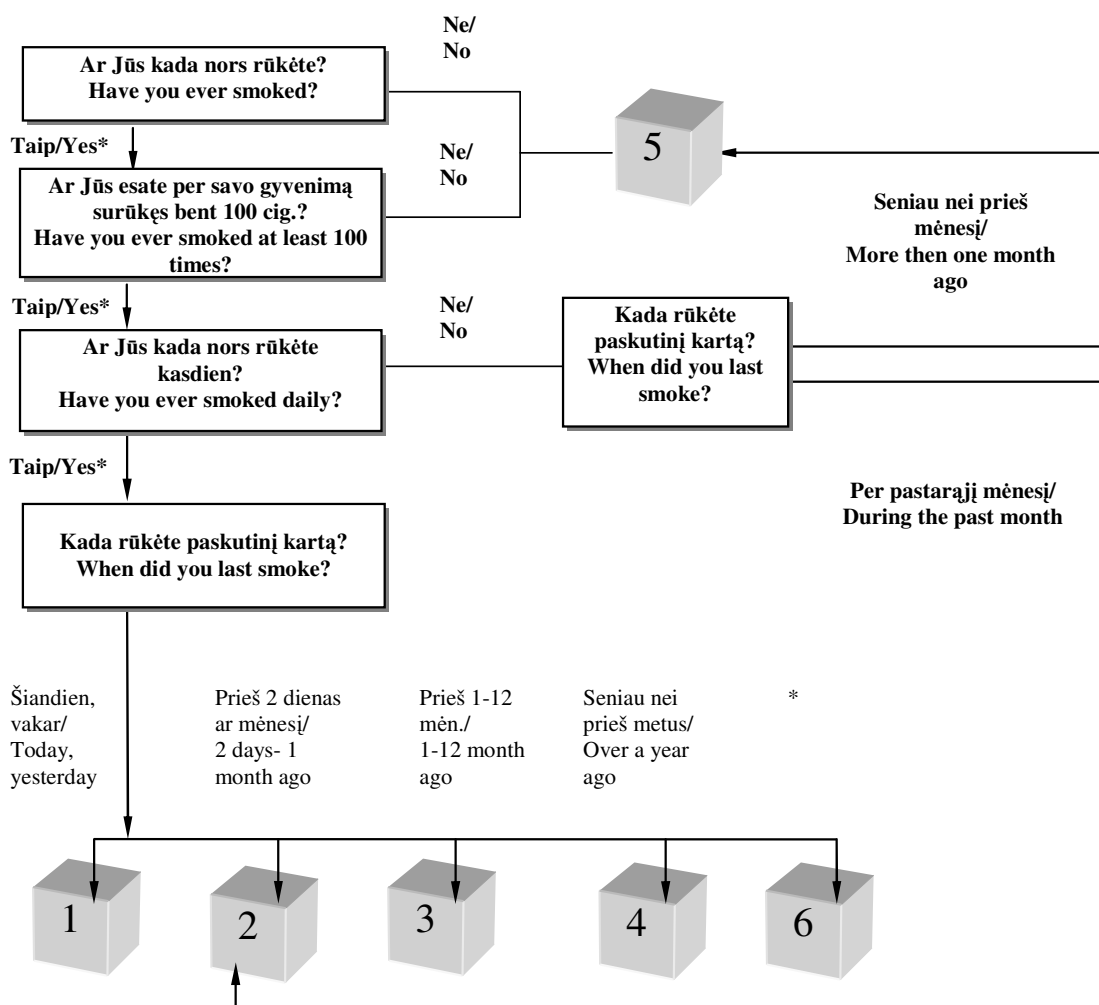 Ne/
No
Ar Jūs kada nors rūkėte?
Have you ever smoked?
Taip/Yes*
Ne/
No
5
Ar Jūs esate per savo gyvenimą
surūkęs bent 100 cig.?
Have you ever smoked at least 100
times?
Seniau nei prieš
mėnesį/
More then one month
ago
Taip/Yes*
Ne/
No
Ar Jūs kada nors rūkėte
kasdien?
Have you ever smoked daily?
Kada rūkėte
paskutinį kartą?
When did you last
smoke?
Taip/Yes*
Per pastarąjį mėnesį/
During the past month
Kada rūkėte paskutinį kartą?
When did you last smoke?
Šiandien,
vakar/
Today,
yesterday
Prieš 2 dienas
ar mėnesį/
2 days- 1
month ago
Prieš 1-12
mėn./
1-12 month
ago
Seniau nei
prieš metus/
Over a year
ago
*
1
2
3
4
6